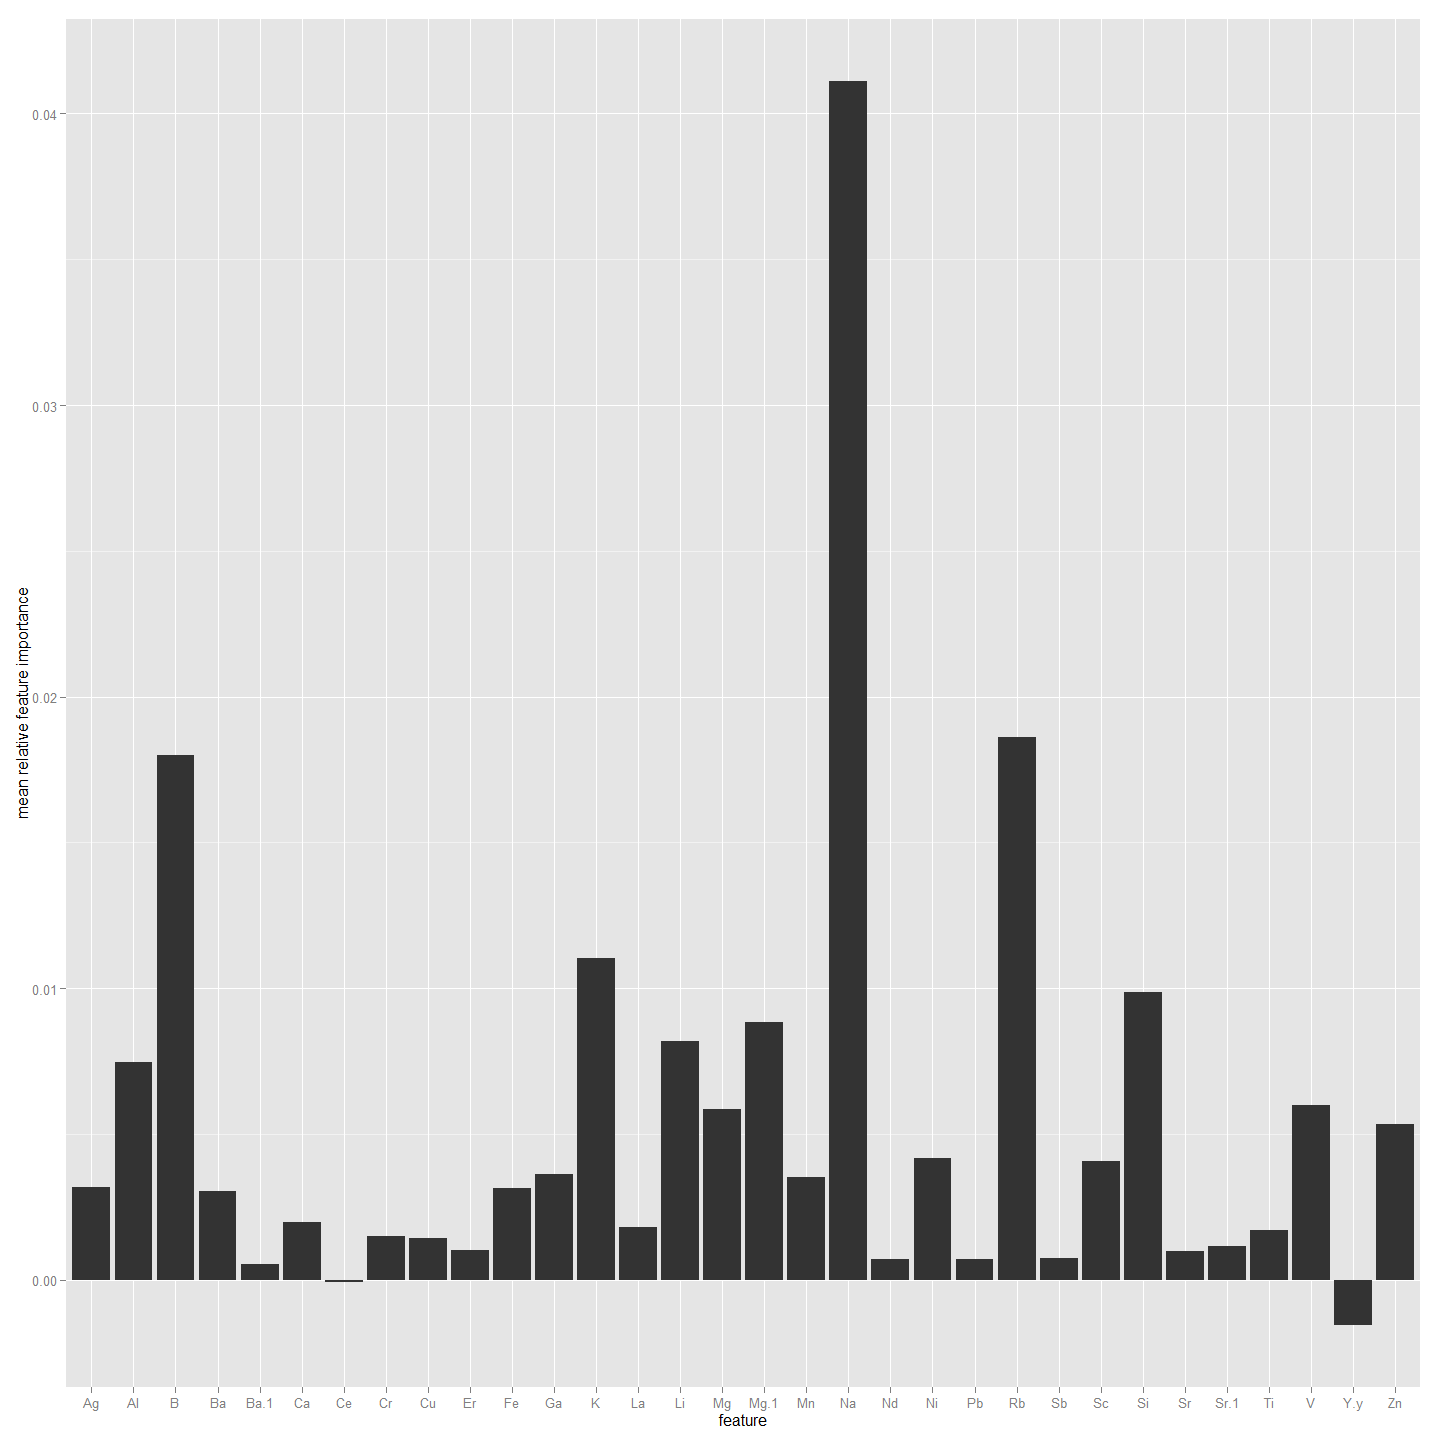 mean relative feature importance
0.04
0.03
0.02
0.01
0.00
Ag Al B Ba Ba.1 Ca Ce Cr Cu Er Fe Ga K La Li Mg Mg.1 Mn Na Nd Ni Pb Rb Sb Sc Si Sr Sr.1 Ti V Y.y Zn
feature